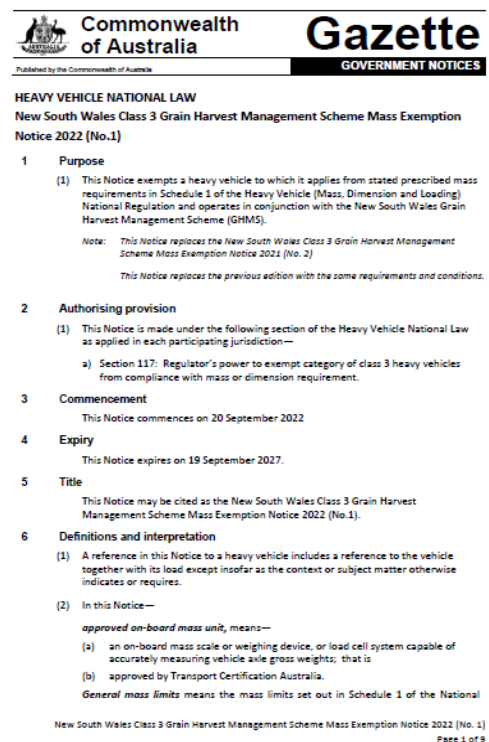 Commonwealth
of Australia
Gazette
Published by the Commonwealth of Australia
GOVERNMENT NOTICES
HEAVY VEHICLE NATIONAL LAW
New South Wales Class 3 Grain Harvest Management Scheme Mass Exemption
Notice 2022 (No.1)
1 Purpose
(1) This Notice exempts a heavy vehicle to which it applies from stated prescribed mass
requirements in Schedule 1 of the Heavy Vehicle (Mass, Dimension and Loading)
National Regulation and operates in conjunction with the New South Wales Grain
Harvest Management Scheme (GHMS).
Note: This Notice replaces the New South Wales Class 3 Grain Harvest Management
Scheme Mass Exemption Notice 2021 (No. 2)
This Notice replaces the previous edition with the same requirements and conditions.
2 Authorising provision
(1) This Notice is made under the following section of the Heavy Vehicle National Law
as applied in each participating jurisdiction—
a) Section 117: Regulator's power to exempt category of class 3 heavy vehicles
from compliance with mass or dimension requirement.
3 Commencement
This Notice commences on 20 September 2022
4 Expiry
This Notice expires on 19 September 2027.
5 Title
This Notice may be cited as the New South Wales Class 3 Grain Harvest
Management Scheme Mass Exemption Notice 2022 (No.1).
6 Definitions and interpretation
(1) A reference in this Notice to a heavy vehicle includes a reference to the vehicle
together with its load except insofar as the context or subject matter otherwise
indicates or requires.
(2) In this Notice—
approved on-board mass unit, means—
(a) an on-board mass scale or weighing device, or load cell system capable of
accurately measuring vehicle axle gross weights; that is
(b) approved by Transport Certification Australia.
General mass limits means the mass limits set out in Schedule 1 of the National
New South Wales Class 3 Grain Harvest Management Scheme Mass Exemption Notice 2022 (No. 1)
Page 1 of 9